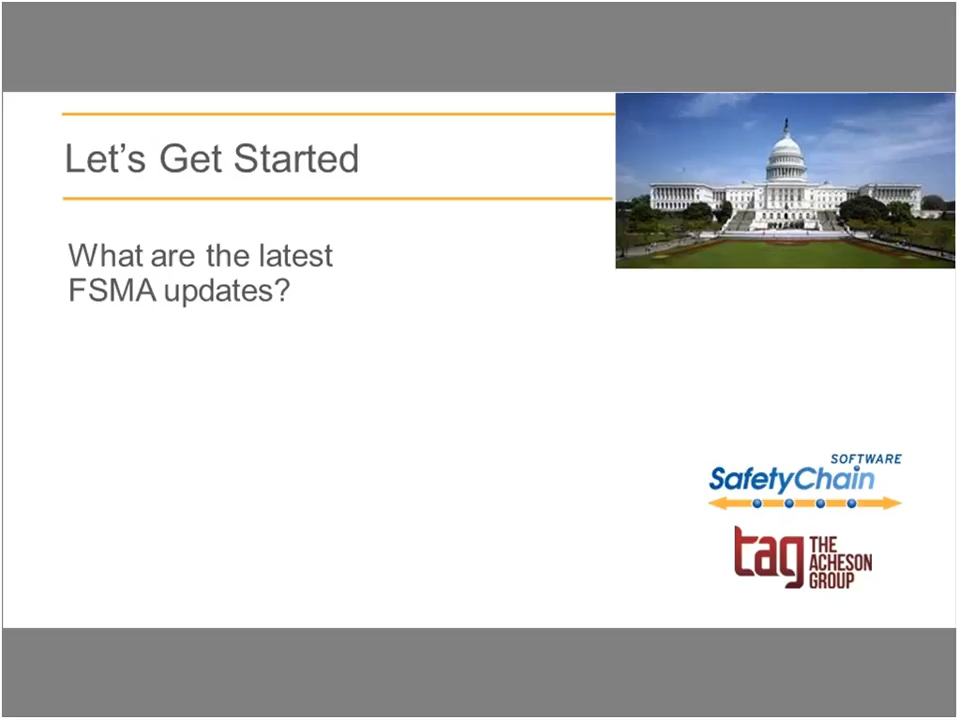 Let’s Get Started
What are the latest
FSMA updates?
SOFTWARE
SafetyChain
tag THE
ACHESON
GROUP